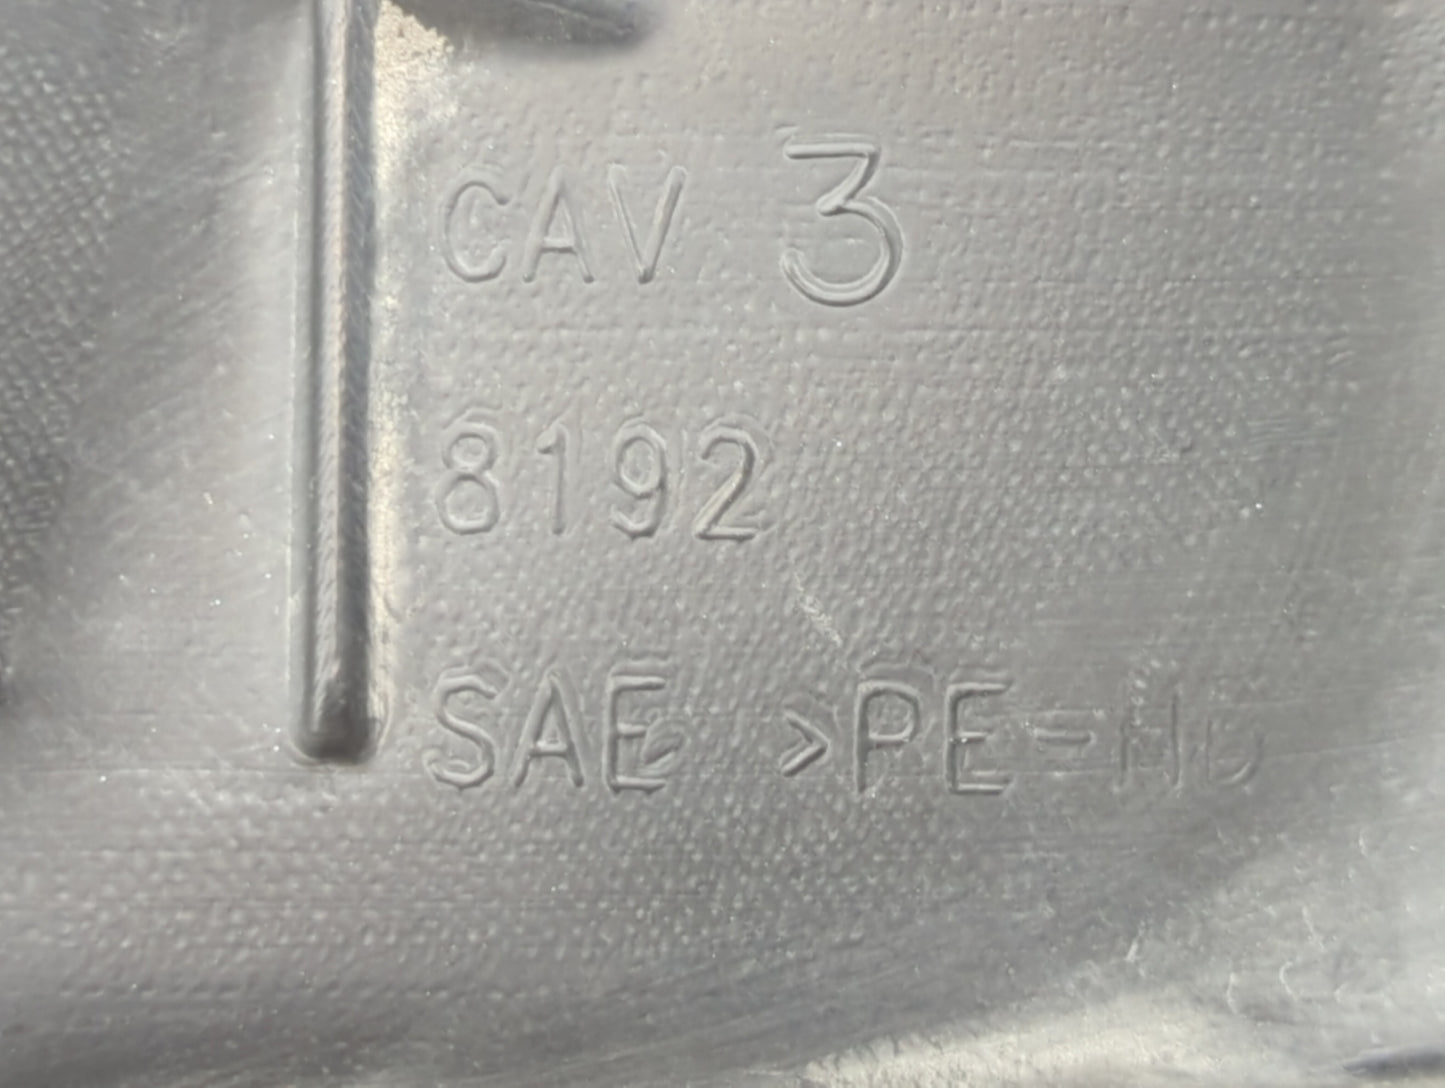 CAV 3
8192
SAE >PE-HD